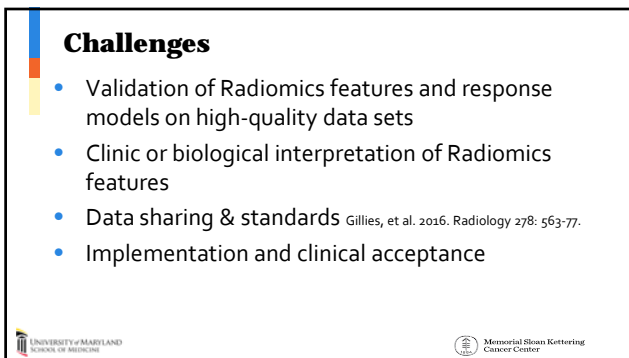 Challenges
• Validation of Radiomics features and response
models on high-quality data sets
• Clinic or biological interpretation of Radiomics
features
• Data sharing & standards Gillies, et al. 2016. Radiology 278: 563-77.
• Implementation and clinical acceptance
UNIVERSITY of MARYLAND
SCHOOL OF MEDICINE
Memorial Sloan Kettering
Cancer Center